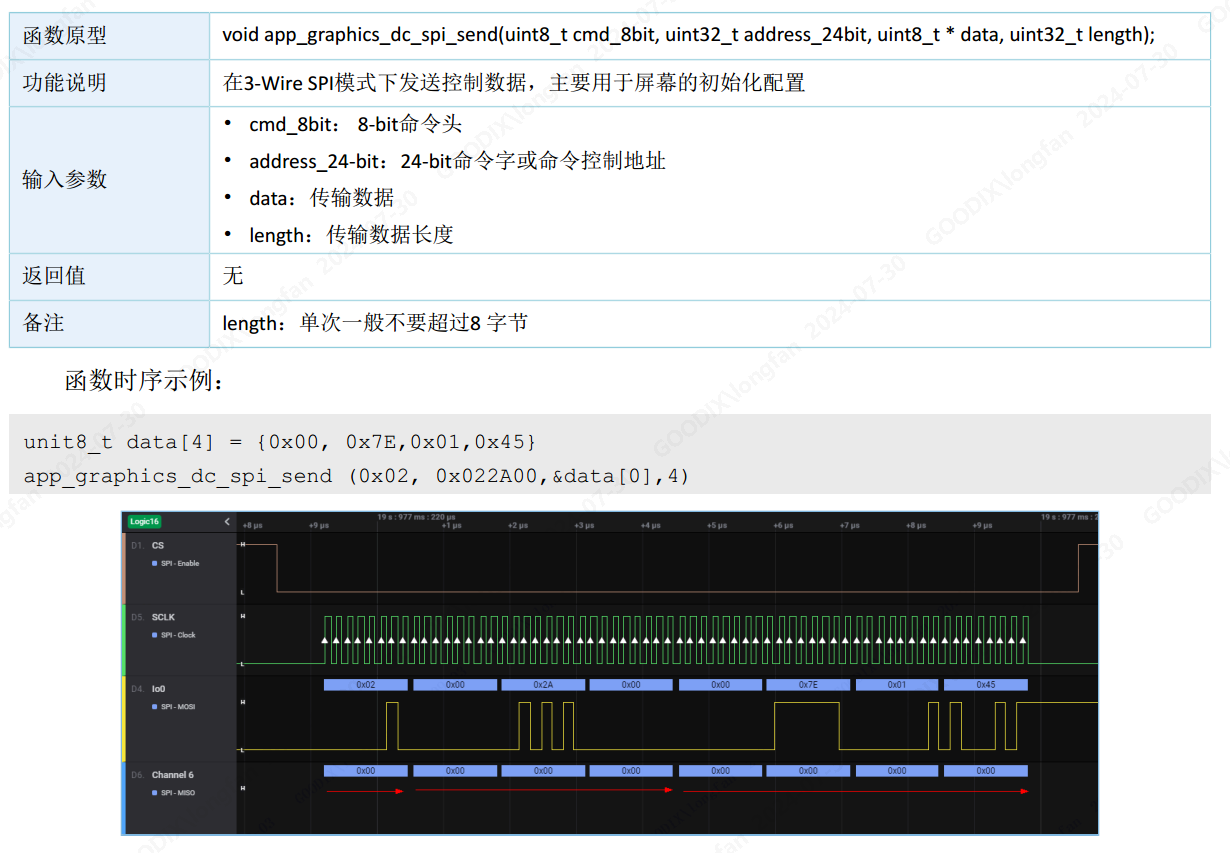 函数原型
void app_graphics_dc_spi_send(uint8_t cmd_8bit, uint32_t address_24bit, uint8_t * data, uint32_t length);
功能说明
在3-Wire SPI模式下发送控制数据，主要用于屏幕的初始化配置
输入参数
• cmd_8bit： 8-bit命令头
• address_24-bit：24-bit命令字或命令控制地址
• data：传输数据
• length：传输数据长度
返回值
无
备注
length：单次一般不要超过8 字节
函数时序示例：
unit8_t data[4] = {0x00, 0x7E,0x01,0x45}
app_graphics_dc_spi_send (0x02, 0x022A00,&data[0],4)
Logic16
19 s : 977 ms : 220 µs
19 s : 977 ms : 2
+8 µs +9 µs +1 µs +2 µs +3 µs +4 µs +5 µs +6 µs +7 µs +8 µs +9 µs
D1. CS
SPI - Enable
H
L
D5. SCLK
SPI - Clock
H
L
D4. Io0
SPI - MOSI
H
L
0x02 0x00 0x2A 0x00 0x00 0x7E 0x01 0x45
D6. Channel 6
SPI - MISO
H
0x00 0x00 0x00 0x00 0x00 0x00 0x00 0x00
GOODIX\longfan 2024-07-30